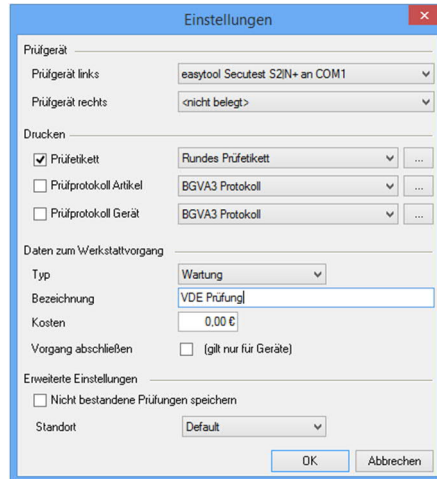 Einstellungen
Prüfgerät
Prüfgerät links easytool Secutest S2|N+ an COM1
Prüfgerät rechts <nicht belegt>
Drucken
Prüfetikett Rundes Prüfetikett ...
Prüfprotokoll Artikel BGVA3 Protokoll ...
Prüfprotokoll Gerät BGVA3 Protokoll ...
Daten zum Werkstattvorgang
Typ Wartung
Bezeichnung VDE Prüfung
Kosten 0,00 €
Vorgang abschließen (gilt nur für Geräte)
Erweiterte Einstellungen
Nicht bestandene Prüfungen speichern
Standort Default
OK Abbrechen